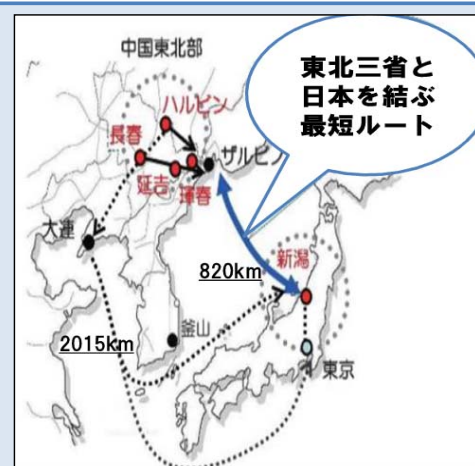 中国東北部
東北三省と
日本を結ぶ
最短ルート
ハルビン
長春
ザルビノ
延吉
琿春
大連
820km
新潟
釜山
2015km
東京